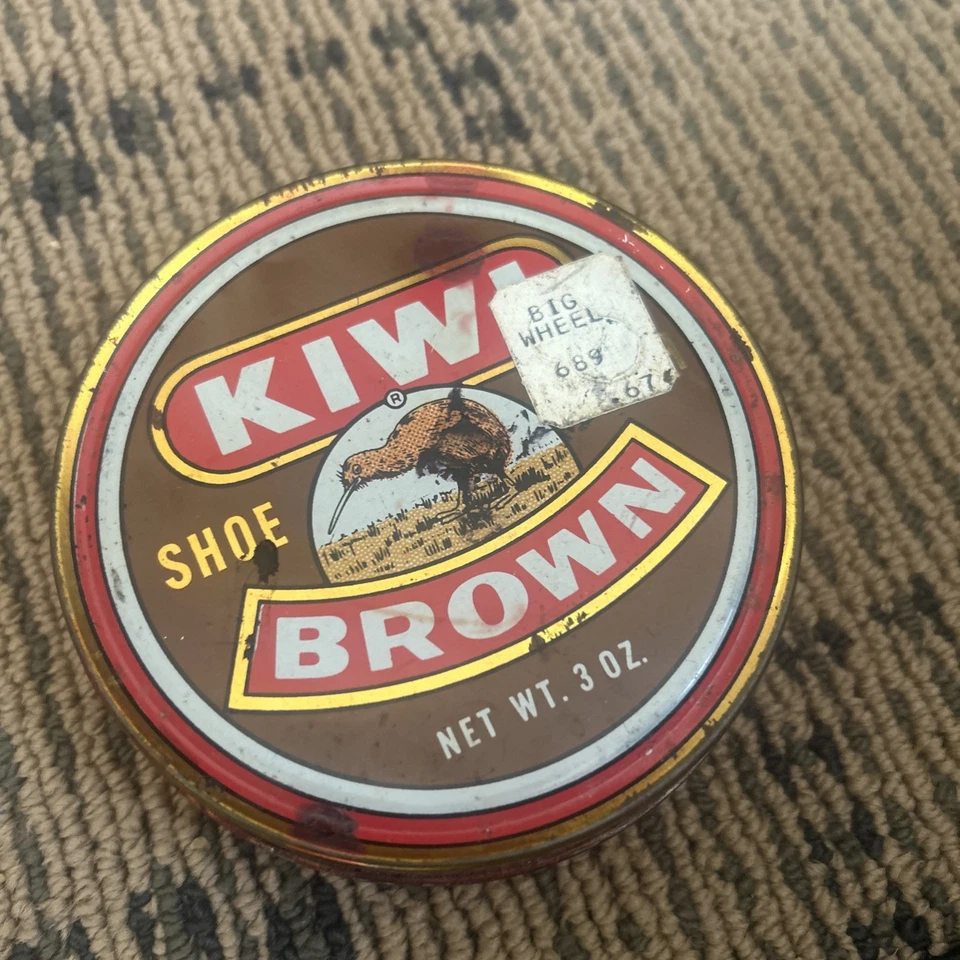 KIWI
BIG
WHEEL
689
.67
®
SHOE
BROWN
NET WT. 3 OZ.